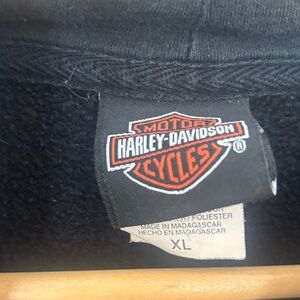 MOTOR
HARLEY-DAVIDSON
CYCLES
®
POLIESTER
MADE IN MADAGASCAR
HECHO EN MADAGASCAR
XL